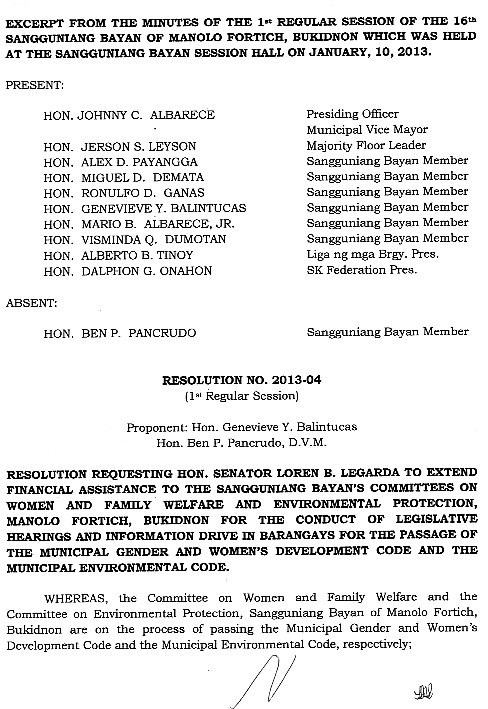 EXCERPT FROM THE MINUTES OF THE 1st REGULAR SESSION OF THE 16th
SANGGUNIANG BAYAN OF MANOLO FORTICH, BUKIDNON WHICH WAS HELD
AT THE SANGGUNIANG BAYAN SESSION HALL ON JANUARY, 10, 2013.
PRESENT:
HON. JOHNNY C. ALBARECE Presiding Officer
Municipal Vice Mayor
HON. JERSON S. LEYSON Majority Floor Leader
HON. ALEX D. PAYANGGA Sangguniang Bayan Member
HON. MIGUEL D. DEMATA Sangguniang Bayan Member
HON. RONULFO D. GANAS Sangguniang Bayan Member
HON. GENEVIEVE Y. BALINTUCAS Sangguniang Bayan Member
HON. MARIO B. ALBARECE, JR. Sangguniang Bayan Member
HON. VISMINDA Q. DUMOTAN Sangguniang Bayan Member
HON. ALBERTO B. TINOY Liga ng mga Brgy. Pres.
HON. DALPHON G. ONAHON SK Federation Pres.
ABSENT:
HON. BEN P. PANCRUDO Sangguniang Bayan Member
RESOLUTION NO. 2013-04
(1st Regular Session)
Proponent: Hon. Genevieve Y. Balintucas
Hon. Ben P. Pancrudo, D.V.M.
RESOLUTION REQUESTING HON. SENATOR LOREN B. LEGARDA TO EXTEND
FINANCIAL ASSISTANCE TO THE SANGGUNIANG BAYAN'S COMMITTEES ON
WOMEN AND FAMILY WELFARE AND ENVIRONMENTAL PROTECTION,
MANOLO FORTICH, BUKIDNON FOR THE CONDUCT OF LEGISLATIVE
HEARINGS AND INFORMATION DRIVE IN BARANGAYS FOR THE PASSAGE OF
THE MUNICIPAL GENDER AND WOMEN'S DEVELOPMENT CODE AND THE
MUNICIPAL ENVIRONMENTAL CODE.
WHEREAS, the Committee on Women and Family Welfare and the
Committee on Environmental Protection, Sangguniang Bayan of Manolo Fortich,
Bukidnon are on the process of passing the Municipal Gender and Women's
Development Code and the Municipal Environmental Code, respectively;